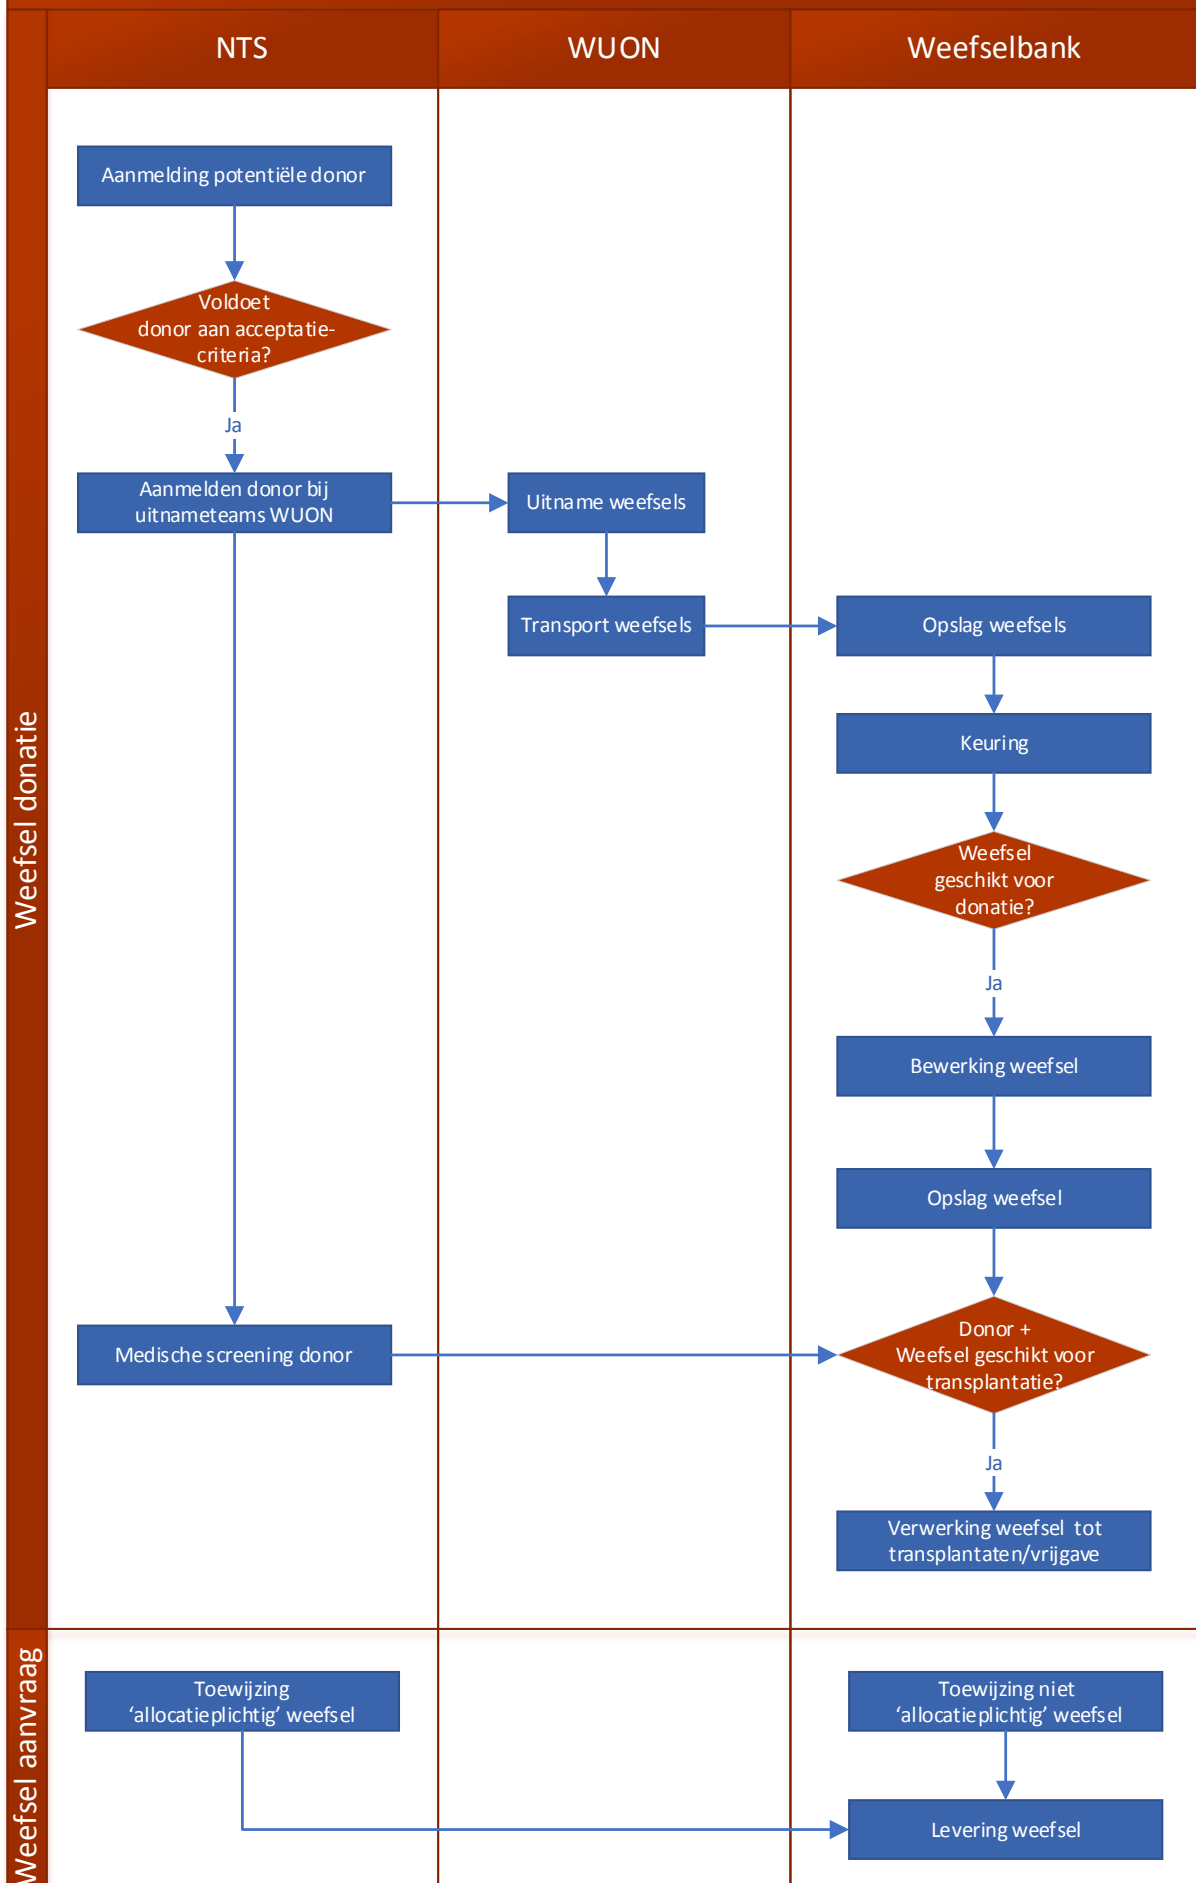 NTS
WUON
Weefselbank
Weefsel donatie
Aanmelding potentiële donor
Voldoet
donor aan acceptatie-
criteria?
Ja
Aanmelden donor bij
uitnameteams WUON
Uitname weefsels
Transport weefsels
Opslag weefsels
Keuring
Weefsel
geschikt voor
donatie?
Ja
Bewerking weefsel
Opslag weefsel
Medische screening donor
Donor +
Weefsel geschikt voor
transplantatie?
Ja
Verwerking weefsel tot
transplantaten/vrijgave
Weefsel aanvraag
Toewijzing
‘allocatieplichtig’ weefsel
Toewijzing niet
‘allocatieplichtig’ weefsel
Levering weefsel